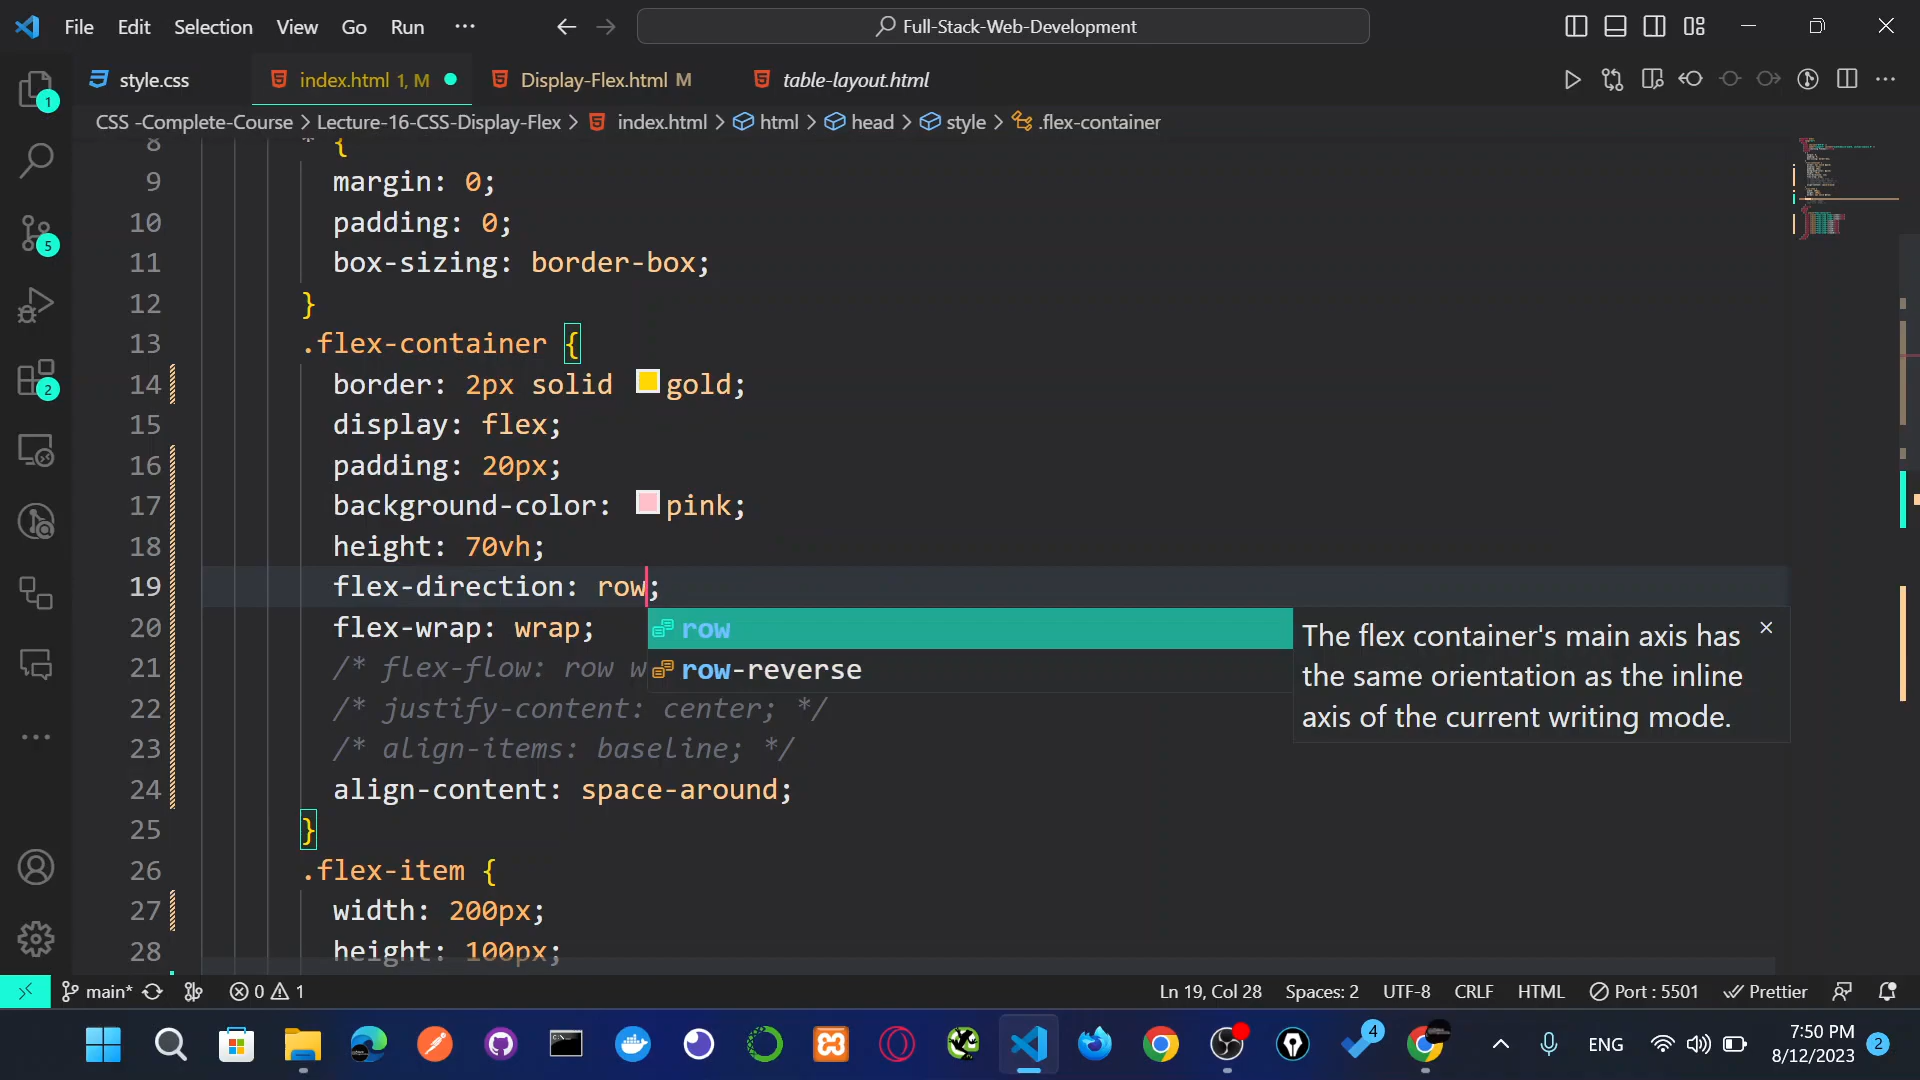 File Edit Selection View Go Run ··· Full-Stack-Web-Development
style.css index.html 1, M Display-Flex.html M table-layout.html
CSS -Complete-Course > Lecture-16-CSS-Display-Flex > index.html > html > head > style > .flex-container
8 * {
9 margin: 0;
10 padding: 0;
11 box-sizing: border-box;
12 }
13 .flex-container {
14 border: 2px solid gold;
15 display: flex;
16 padding: 20px;
17 background-color: pink;
18 height: 70vh;
19 flex-direction: row;
20 flex-wrap: wrap;
21 /* flex-flow: row w
22 /* justify-content: center; */
23 /* align-items: baseline; */
24 align-content: space-around;
25 }
26 .flex-item {
27 width: 200px;
28 height: 100px;
row
row-reverse
The flex container's main axis has
the same orientation as the inline
axis of the current writing mode.
1
5
2
main* 0 1 Ln 19, Col 28 Spaces: 2 UTF-8 CRLF HTML Port : 5501 Prettier
4
ENG
7:50 PM
8/12/2023
2